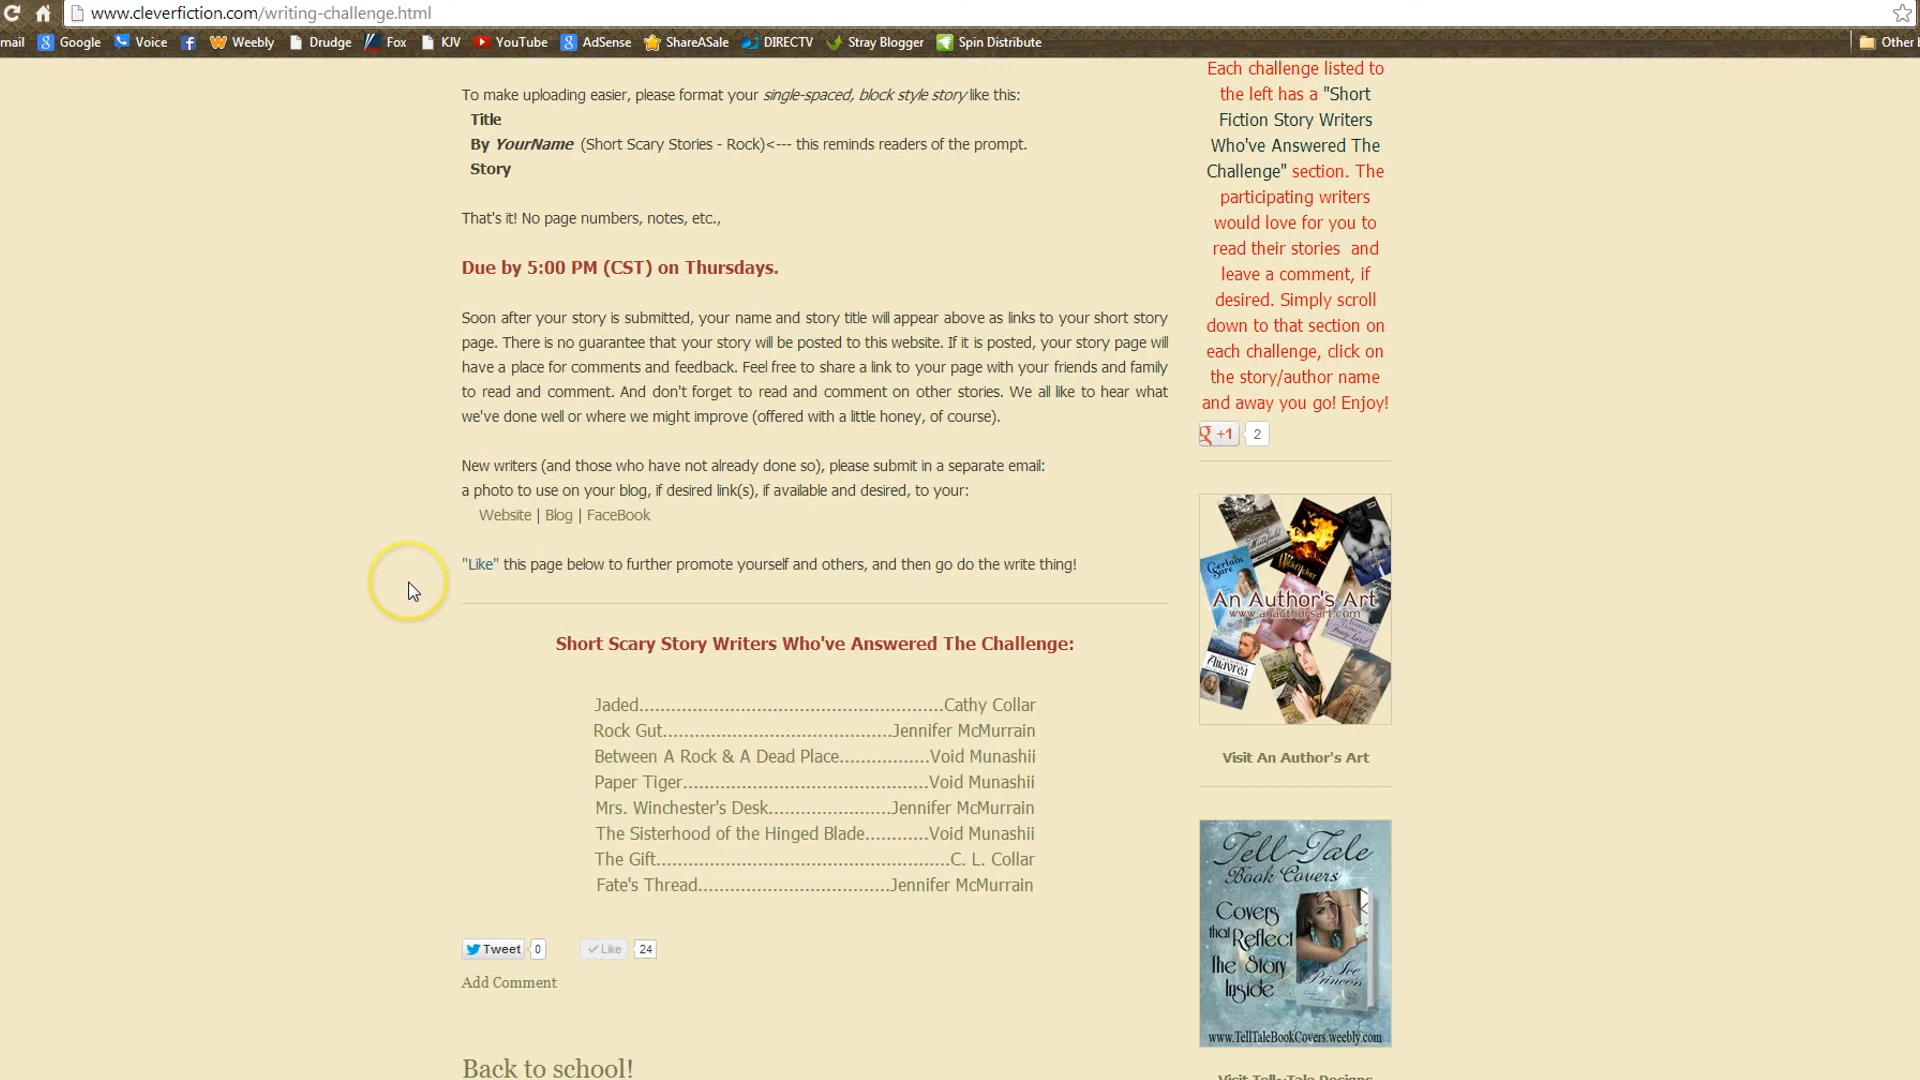 www.cleverfiction.com/writing-challenge.html
mail Google Voice Weebly Drudge Fox KJV YouTube AdSense ShareASale DIRECTV Stray Blogger Spin Distribute Other b
To make uploading easier, please format your single-spaced, block style story like this:
Title
By YourName (Short Scary Stories - Rock)<--- this reminds readers of the prompt.
Story
That's it! No page numbers, notes, etc.,
Due by 5:00 PM (CST) on Thursdays.
Soon after your story is submitted, your name and story title will appear above as links to your short story
page. There is no guarantee that your story will be posted to this website. If it is posted, your story page will
have a place for comments and feedback. Feel free to share a link to your page with your friends and family
to read and comment. And don't forget to read and comment on other stories. We all like to hear what
we've done well or where we might improve (offered with a little honey, of course).
New writers (and those who have not already done so), please submit in a separate email:
a photo to use on your blog, if desired link(s), if available and desired, to your:
Website | Blog | FaceBook
"Like" this page below to further promote yourself and others, and then go do the write thing!
Short Scary Story Writers Who've Answered The Challenge:
Jaded....................................................Cathy Collar
Rock Gut.......................................Jennifer McMurrain
Between A Rock & A Dead Place.................Void Munashii
Paper Tiger..........................................Void Munashii
Mrs. Winchester's Desk......................Jennifer McMurrain
The Sisterhood of the Hinged Blade............Void Munashii
The Gift..................................................C. L. Collar
Fate's Thread..................................Jennifer McMurrain
Tweet 0 Like 24
Add Comment
Back to school!
Each challenge listed to
the left has a "Short
Fiction Story Writers
Who've Answered The
Challenge" section. The
participating writers
would love for you to
read their stories and
leave a comment, if
desired. Simply scroll
down to that section on
each challenge, click on
the story/author name
and away you go! Enjoy!
g +1 2
Certain
Sure
An Author's Art
www.anauthorsart.com
Visit An Author's Art
Tell~Tale
Book Covers
Covers
that Reflect
The Story
Inside
Ice
Princess
www.TellTaleBookCovers.weebly.com
Visit Tell~Tale Designs